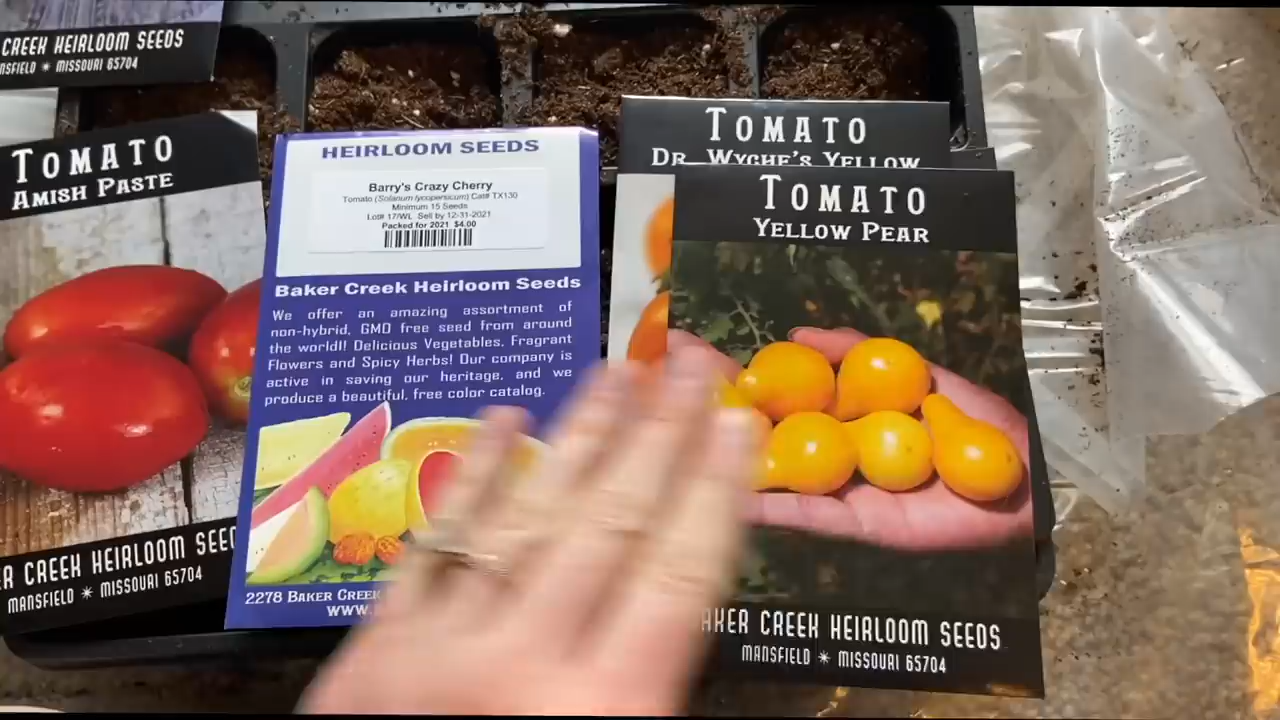 CREEK HEIRLOOM SEEDS
MISSOURI 65704
TOMATO
AMISH PASTE
CREEK HEIRLOOM
MANSFIELD * MISSOURI 65704
HEIRLOOM SEEDS
Barry's Crazy Cherry
Tomato (Solanum lycopersicum) Cat# TX130
Minimum 15 Seeds
Lot# 17/WL Sell by 12-31-2021
Packed for 2021 $4.00
Baker Creek Heirloom Seeds
We offer an amazing assortment of
non-hybrid, GMO free seed from around
the world!! Delicious Vegetables, Fragrant
Flowers and Spicy Herbs! Our company is
active in saving our heritage, and we
produce a beautiful, free color catalog.
2278 BAKER CREEK
WWW.
TOMATO
DR. WYCHE'S YELLOW
TOMATO
YELLOW PEAR
BAKER CREEK HEIRLOOM SEEDS
MANSFIELD * MISSOURI 65704